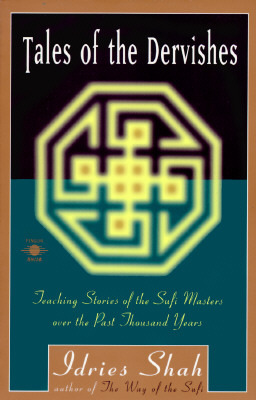 Tales of the Dervishes
Teaching Stories of the Sufi Masters
over the Past Thousand Years
Idries Shah
author of The Way of the Sufi